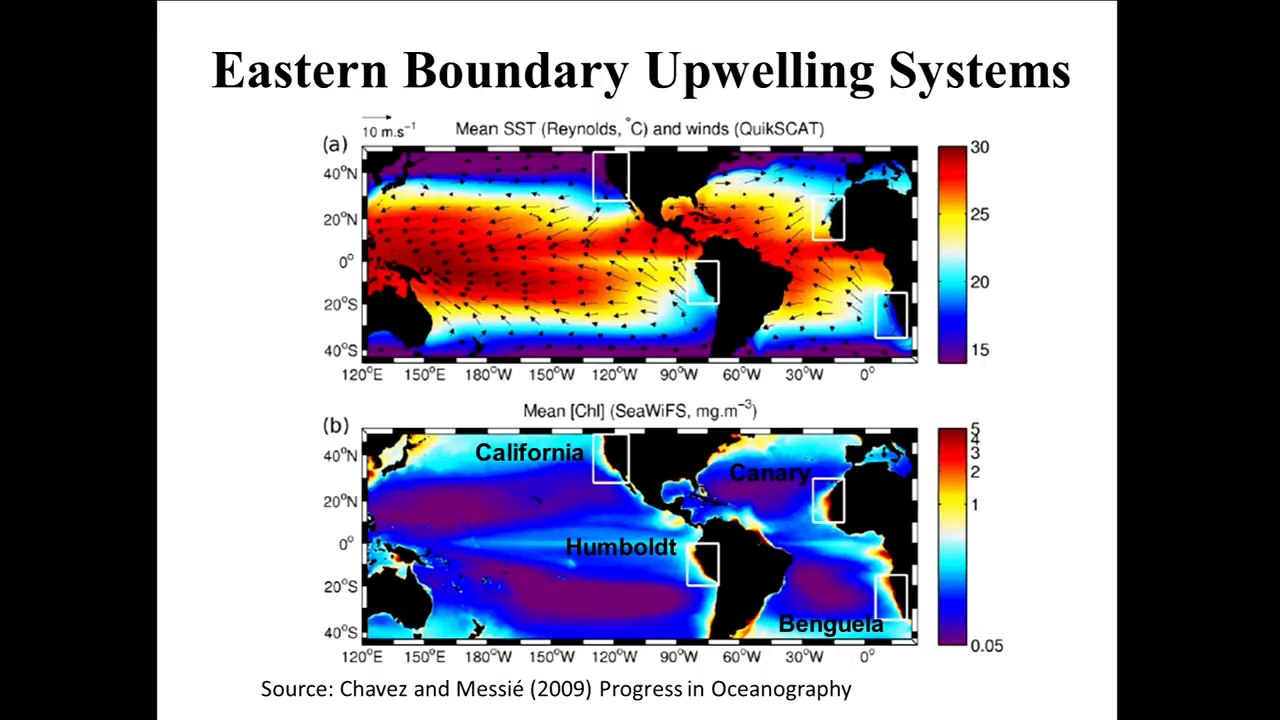 Eastern Boundary Upwelling Systems
10 m.s⁻¹
Mean SST (Reynolds, °C) and winds (QuikSCAT)
(a)
40°N
20°N
0°
20°S
40°S
120°E 150°E 180°W 150°W 120°W 90°W 60°W 30°W 0°
30
25
20
15
Mean [Chl] (SeaWiFS, mg.m⁻³)
(b)
40°N
20°N
0°
20°S
40°S
California
Canary
Humboldt
Benguela
120°E 150°E 180°W 150°W 120°W 90°W 60°W 30°W 0°
5
4
3
2
1
0.05
Source: Chavez and Messié (2009) Progress in Oceanography